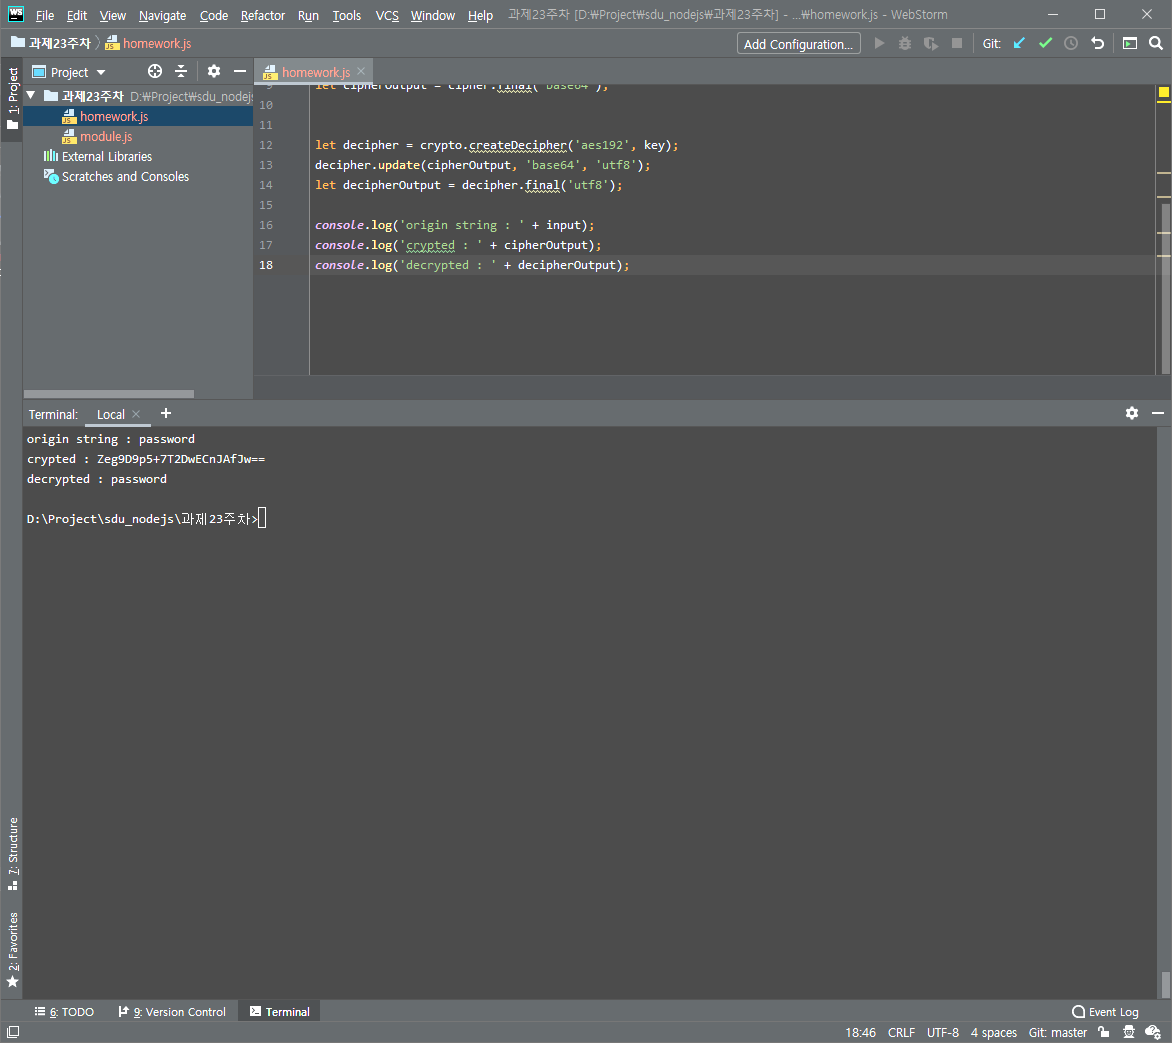 WS File Edit View Navigate Code Refactor Run Tools VCS Window Help 과제23주차 [D:₩Project₩sdu_nodejs₩과제23주차] - ...₩homework.js - WebStorm
과제23주차 homework.js Add Configuration... Git:
1: Project
Project
homework.js
과제23주차 D:₩Project₩sdu_nodejs
homework.js
module.js
External Libraries
Scratches and Consoles
9 let cipherOutput = cipher.final('base64');
10
11
12 let decipher = crypto.createDecipher('aes192', key);
13 decipher.update(cipherOutput, 'base64', 'utf8');
14 let decipherOutput = decipher.final('utf8');
15
16 console.log('origin string : ' + input);
17 console.log('crypted : ' + cipherOutput);
18 console.log('decrypted : ' + decipherOutput);
Terminal: Local +
origin string : password
crypted : Zeg9D9p5+7T2DwECnJAfJw==
decrypted : password
D:\Project\sdu_nodejs\과제23주차>
7: Structure
2: Favorites
6: TODO 9: Version Control Terminal Event Log
18:46 CRLF UTF-8 4 spaces Git: master